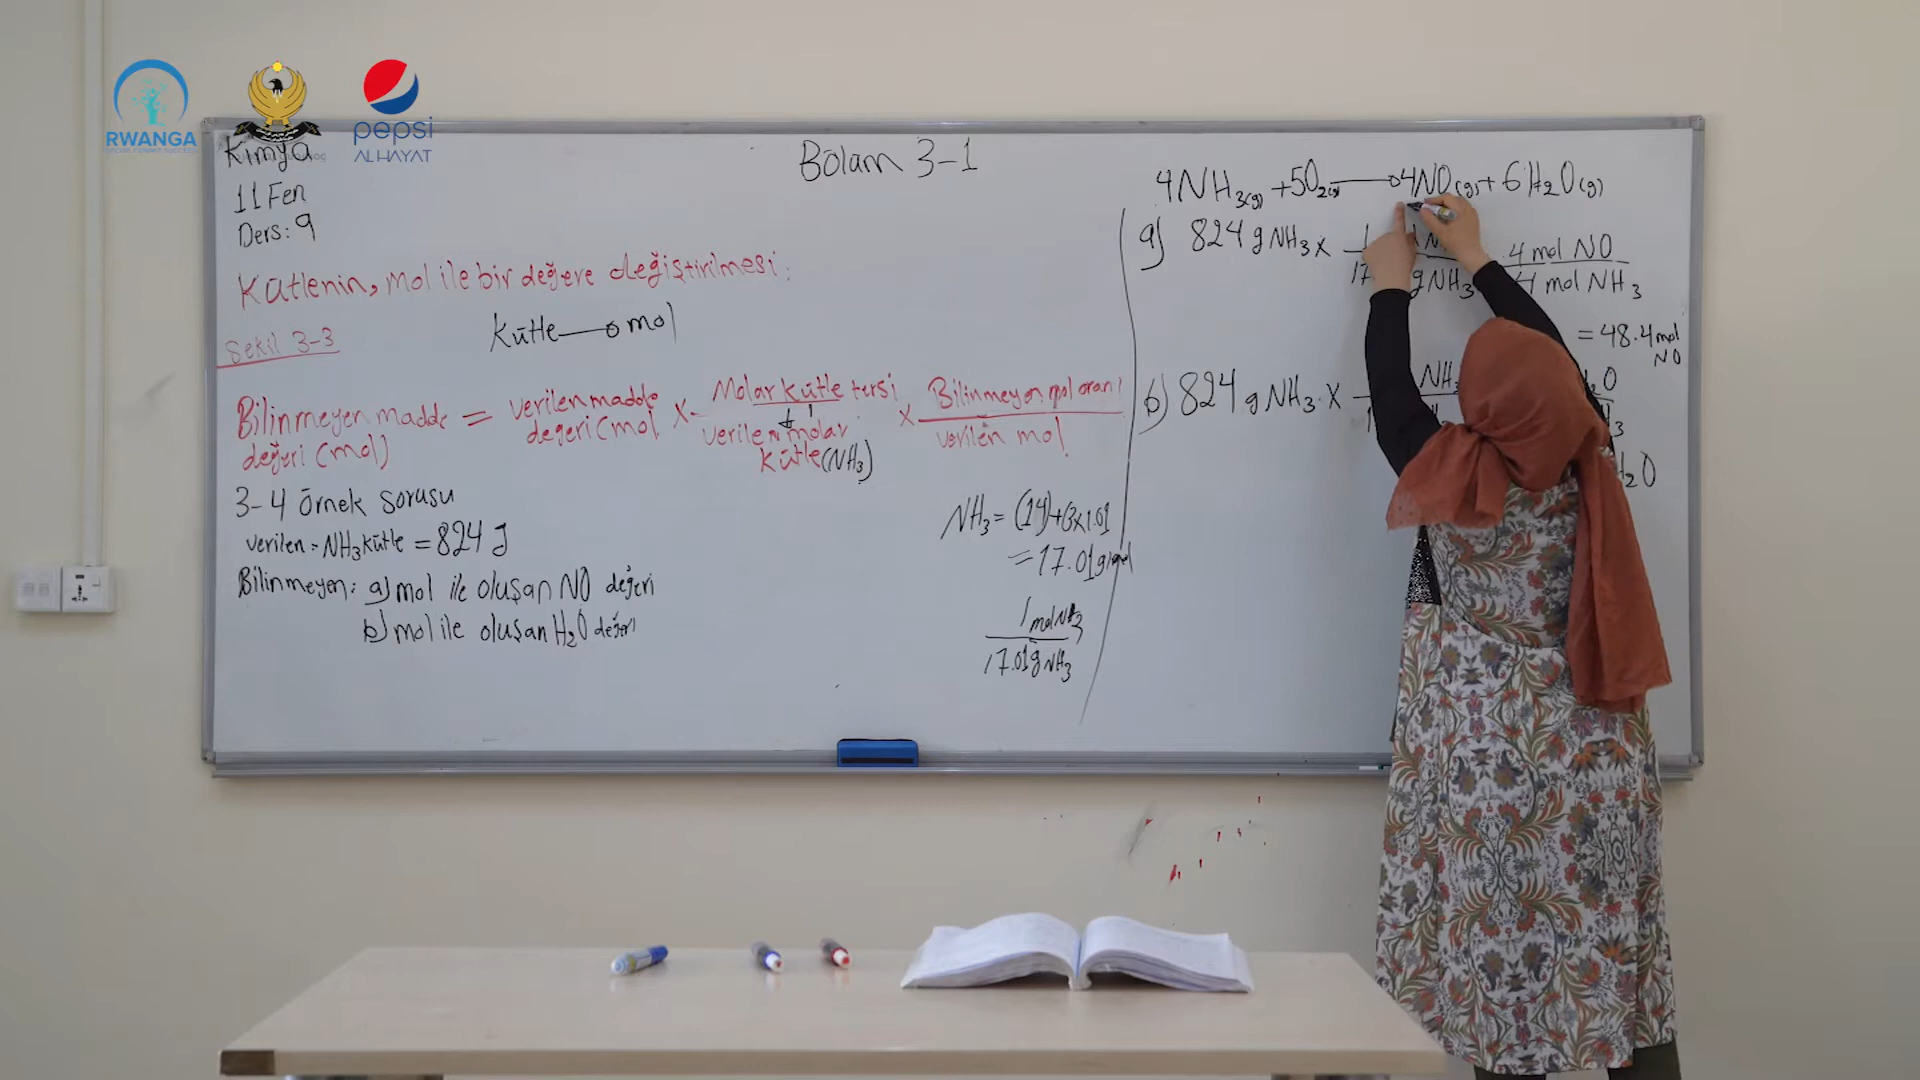 RWANGA
pepsi
AL HAYAT
Kimya
11 Fen
Ders: 9
Bölüm 3-1
Kütlenin, mol ile bir değere değiştirilmesi:
Kütle → mol
Şekil 3-3
Bilinmeyen madde değeri (mol) = verilen madde değeri (mol × Molar kütle tersi / verilen molar kütle (NH3) × Bilinmeyen mol oranı / verilen mol
3-4 örnek sorusu
verilen = NH3 kütle = 824 g
Bilinmeyen: a) mol ile oluşan NO değeri
b) mol ile oluşan H2O değeri
NH3 = (14)+(3×1.01)
= 17.01 g/mol
1 mol NH3
17.01 g NH3
4NH3(g) + 5O2(g) → 4NO(g) + 6H2O(g)
a) 824 g NH3 ×
g NH3
4 mol NO
4 mol NH3
= 48.4 mol NO
b) 824 g NH3 ×
NH3